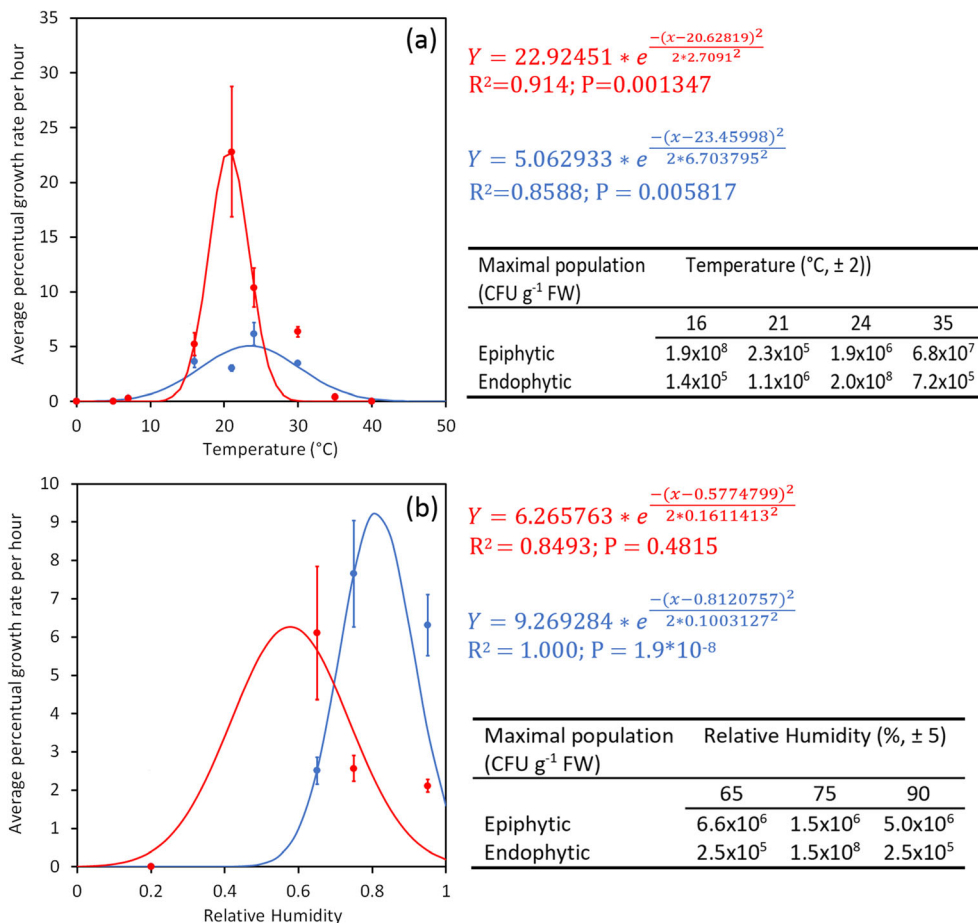 (a)
35
30
25
20
15
10
5
0
Average percentual growth rate per hour
0 10 20 30 40 50
Temperature (°C)
Y = 22.92451 * e^{\frac{-(x-20.62819)^2}{2*2.7091^2}}
R²=0.914; P=0.001347
Y = 5.062933 * e^{\frac{-(x-23.45998)^2}{2*6.703795^2}}
R²=0.8588; P = 0.005817
Maximal population Temperature (°C, ± 2))
(CFU g⁻¹ FW)
16 21 24 35
Epiphytic 1.9x10⁸ 2.3x10⁵ 1.9x10⁶ 6.8x10⁷
Endophytic 1.4x10⁵ 1.1x10⁶ 2.0x10⁸ 7.2x10⁵
(b)
10
9
8
7
6
5
4
3
2
1
0
Average percentual growth rate per hour
0 0.2 0.4 0.6 0.8 1
Relative Humidity
Y = 6.265763 * e^{\frac{-(x-0.5774799)^2}{2*0.1611413^2}}
R² = 0.8493; P = 0.4815
Y = 9.269284 * e^{\frac{-(x-0.8120757)^2}{2*0.1003127^2}}
R² = 1.000; P = 1.9*10⁻⁸
Maximal population Relative Humidity (%, ± 5)
(CFU g⁻¹ FW)
65 75 90
Epiphytic 6.6x10⁶ 1.5x10⁶ 5.0x10⁶
Endophytic 2.5x10⁵ 1.5x10⁸ 2.5x10⁵